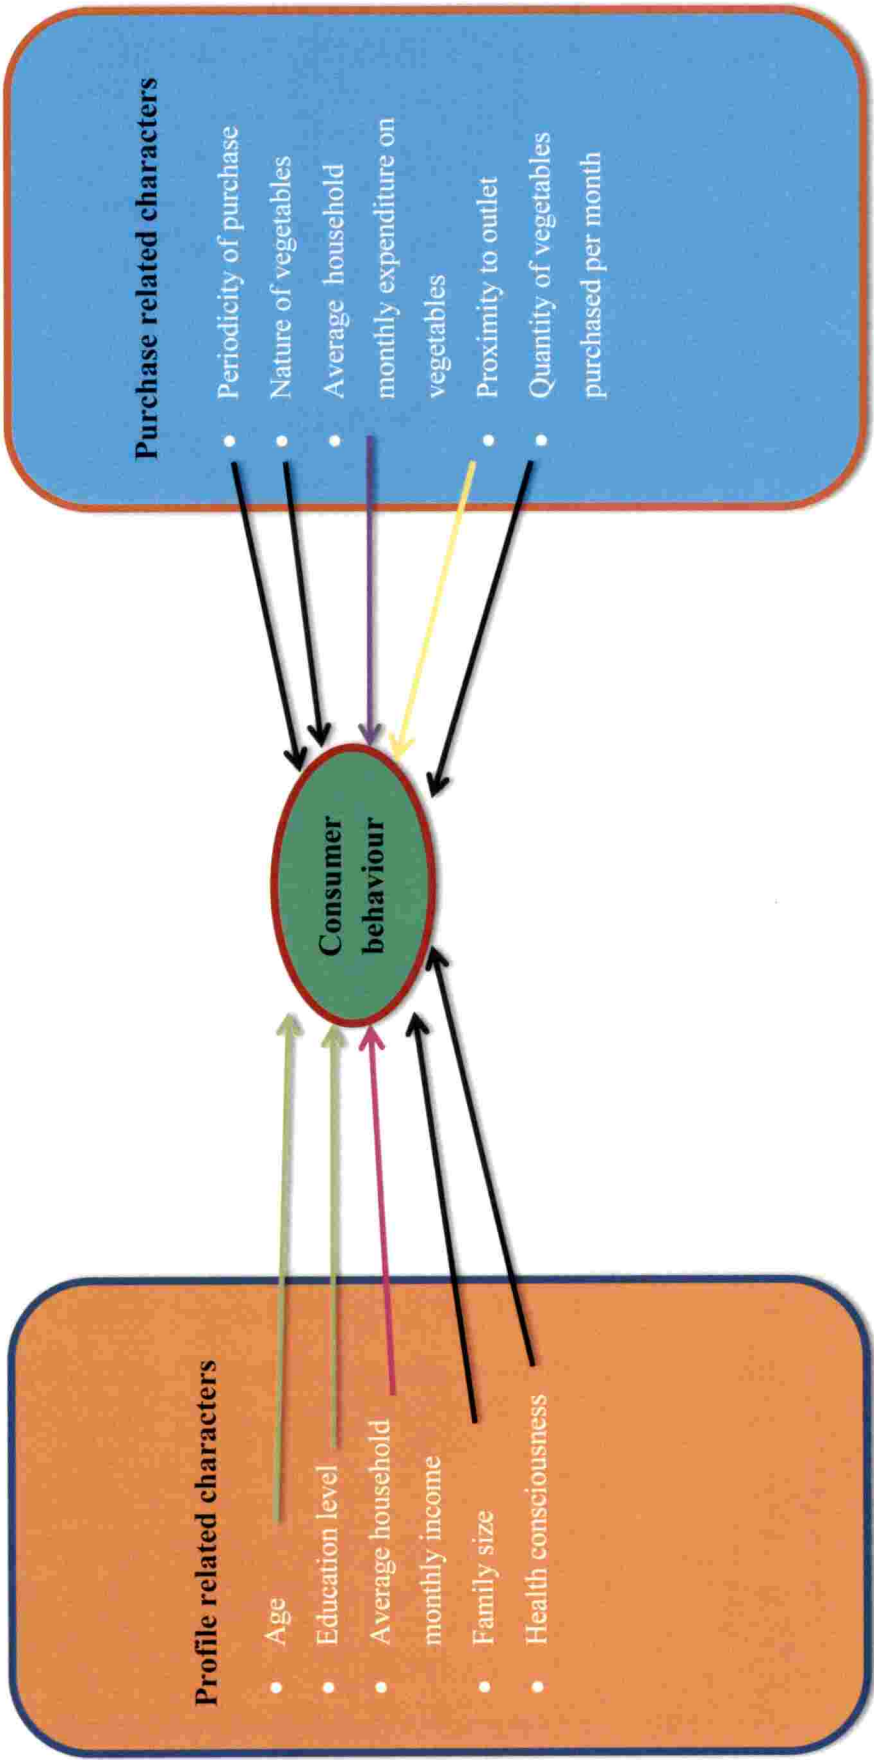 Profile related characters
• Age
• Education level
• Average household
monthly income
• Family size
• Health consciousness
Consumer
behaviour
Purchase related characters
• Periodicity of purchase
• Nature of vegetables
• Average household
monthly expenditure on
vegetables
• Proximity to outlet
• Quantity of vegetables
purchased per month